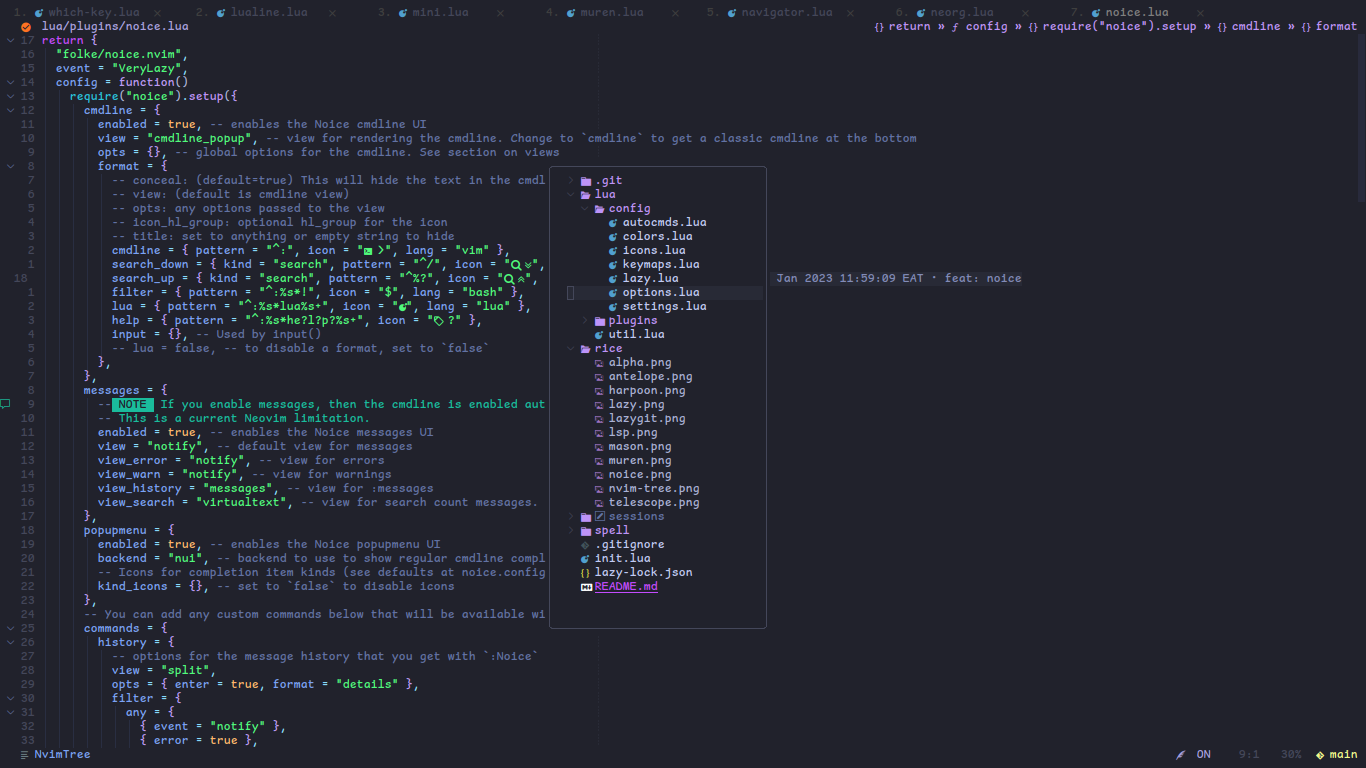 1. which-key.lua × 2. lualine.lua × 3. mini.lua × 4. muren.lua × 5. navigator.lua × 6. neorg.lua × 7. noice.lua ×
lua/plugins/noice.lua {} return » ƒ config » {} require("noice").setup » {} cmdline » {} format
17 return {
16 "folke/noice.nvim",
15 event = "VeryLazy",
14 config = function()
13 require("noice").setup({
12 cmdline = {
11 enabled = true, -- enables the Noice cmdline UI
10 view = "cmdline_popup", -- view for rendering the cmdline. Change to `cmdline` to get a classic cmdline at the bottom
9 opts = {}, -- global options for the cmdline. See section on views
8 format = {
7 -- conceal: (default=true) This will hide the text in the cmdl
6 -- view: (default is cmdline view)
5 -- opts: any options passed to the view
4 -- icon_hl_group: optional hl_group for the icon
3 -- title: set to anything or empty string to hide
2 cmdline = { pattern = "^:", icon = " ", lang = "vim" },
1 search_down = { kind = "search", pattern = "^/", icon = " ",
18 search_up = { kind = "search", pattern = "^%?", icon = " ",
1 filter = { pattern = "^:%s*!", icon = "$", lang = "bash" },
2 lua = { pattern = "^:%s*lua%s+", icon = "", lang = "lua" },
3 help = { pattern = "^:%s*he?l?p?%s+", icon = " ?" },
4 input = {}, -- Used by input()
5 -- lua = false, -- to disable a format, set to `false`
6 },
7 },
8 messages = {
9 -- NOTE If you enable messages, then the cmdline is enabled aut
10 -- This is a current Neovim limitation.
11 enabled = true, -- enables the Noice messages UI
12 view = "notify", -- default view for messages
13 view_error = "notify", -- view for errors
14 view_warn = "notify", -- view for warnings
15 view_history = "messages", -- view for :messages
16 view_search = "virtualtext", -- view for search count messages.
17 },
18 popupmenu = {
19 enabled = true, -- enables the Noice popupmenu UI
20 backend = "nui", -- backend to use to show regular cmdline compl
21 -- Icons for completion item kinds (see defaults at noice.config
22 kind_icons = {}, -- set to `false` to disable icons
23 },
24 -- You can add any custom commands below that will be available wi
25 commands = {
26 history = {
27 -- options for the message history that you get with `:Noice`
28 view = "split",
29 opts = { enter = true, format = "details" },
30 filter = {
31 any = {
32 { event = "notify" },
33 { error = true },
.git
lua
config
autocmds.lua
colors.lua
icons.lua
keymaps.lua
lazy.lua
options.lua
settings.lua
plugins
util.lua
rice
alpha.png
antelope.png
harpoon.png
lazy.png
lazygit.png
lsp.png
mason.png
muren.png
noice.png
nvim-tree.png
telescope.png
sessions
spell
.gitignore
init.lua
{} lazy-lock.json
README.md
Jan 2023 11:59:09 EAT · feat: noice
NvimTree ON 9:1 30% main